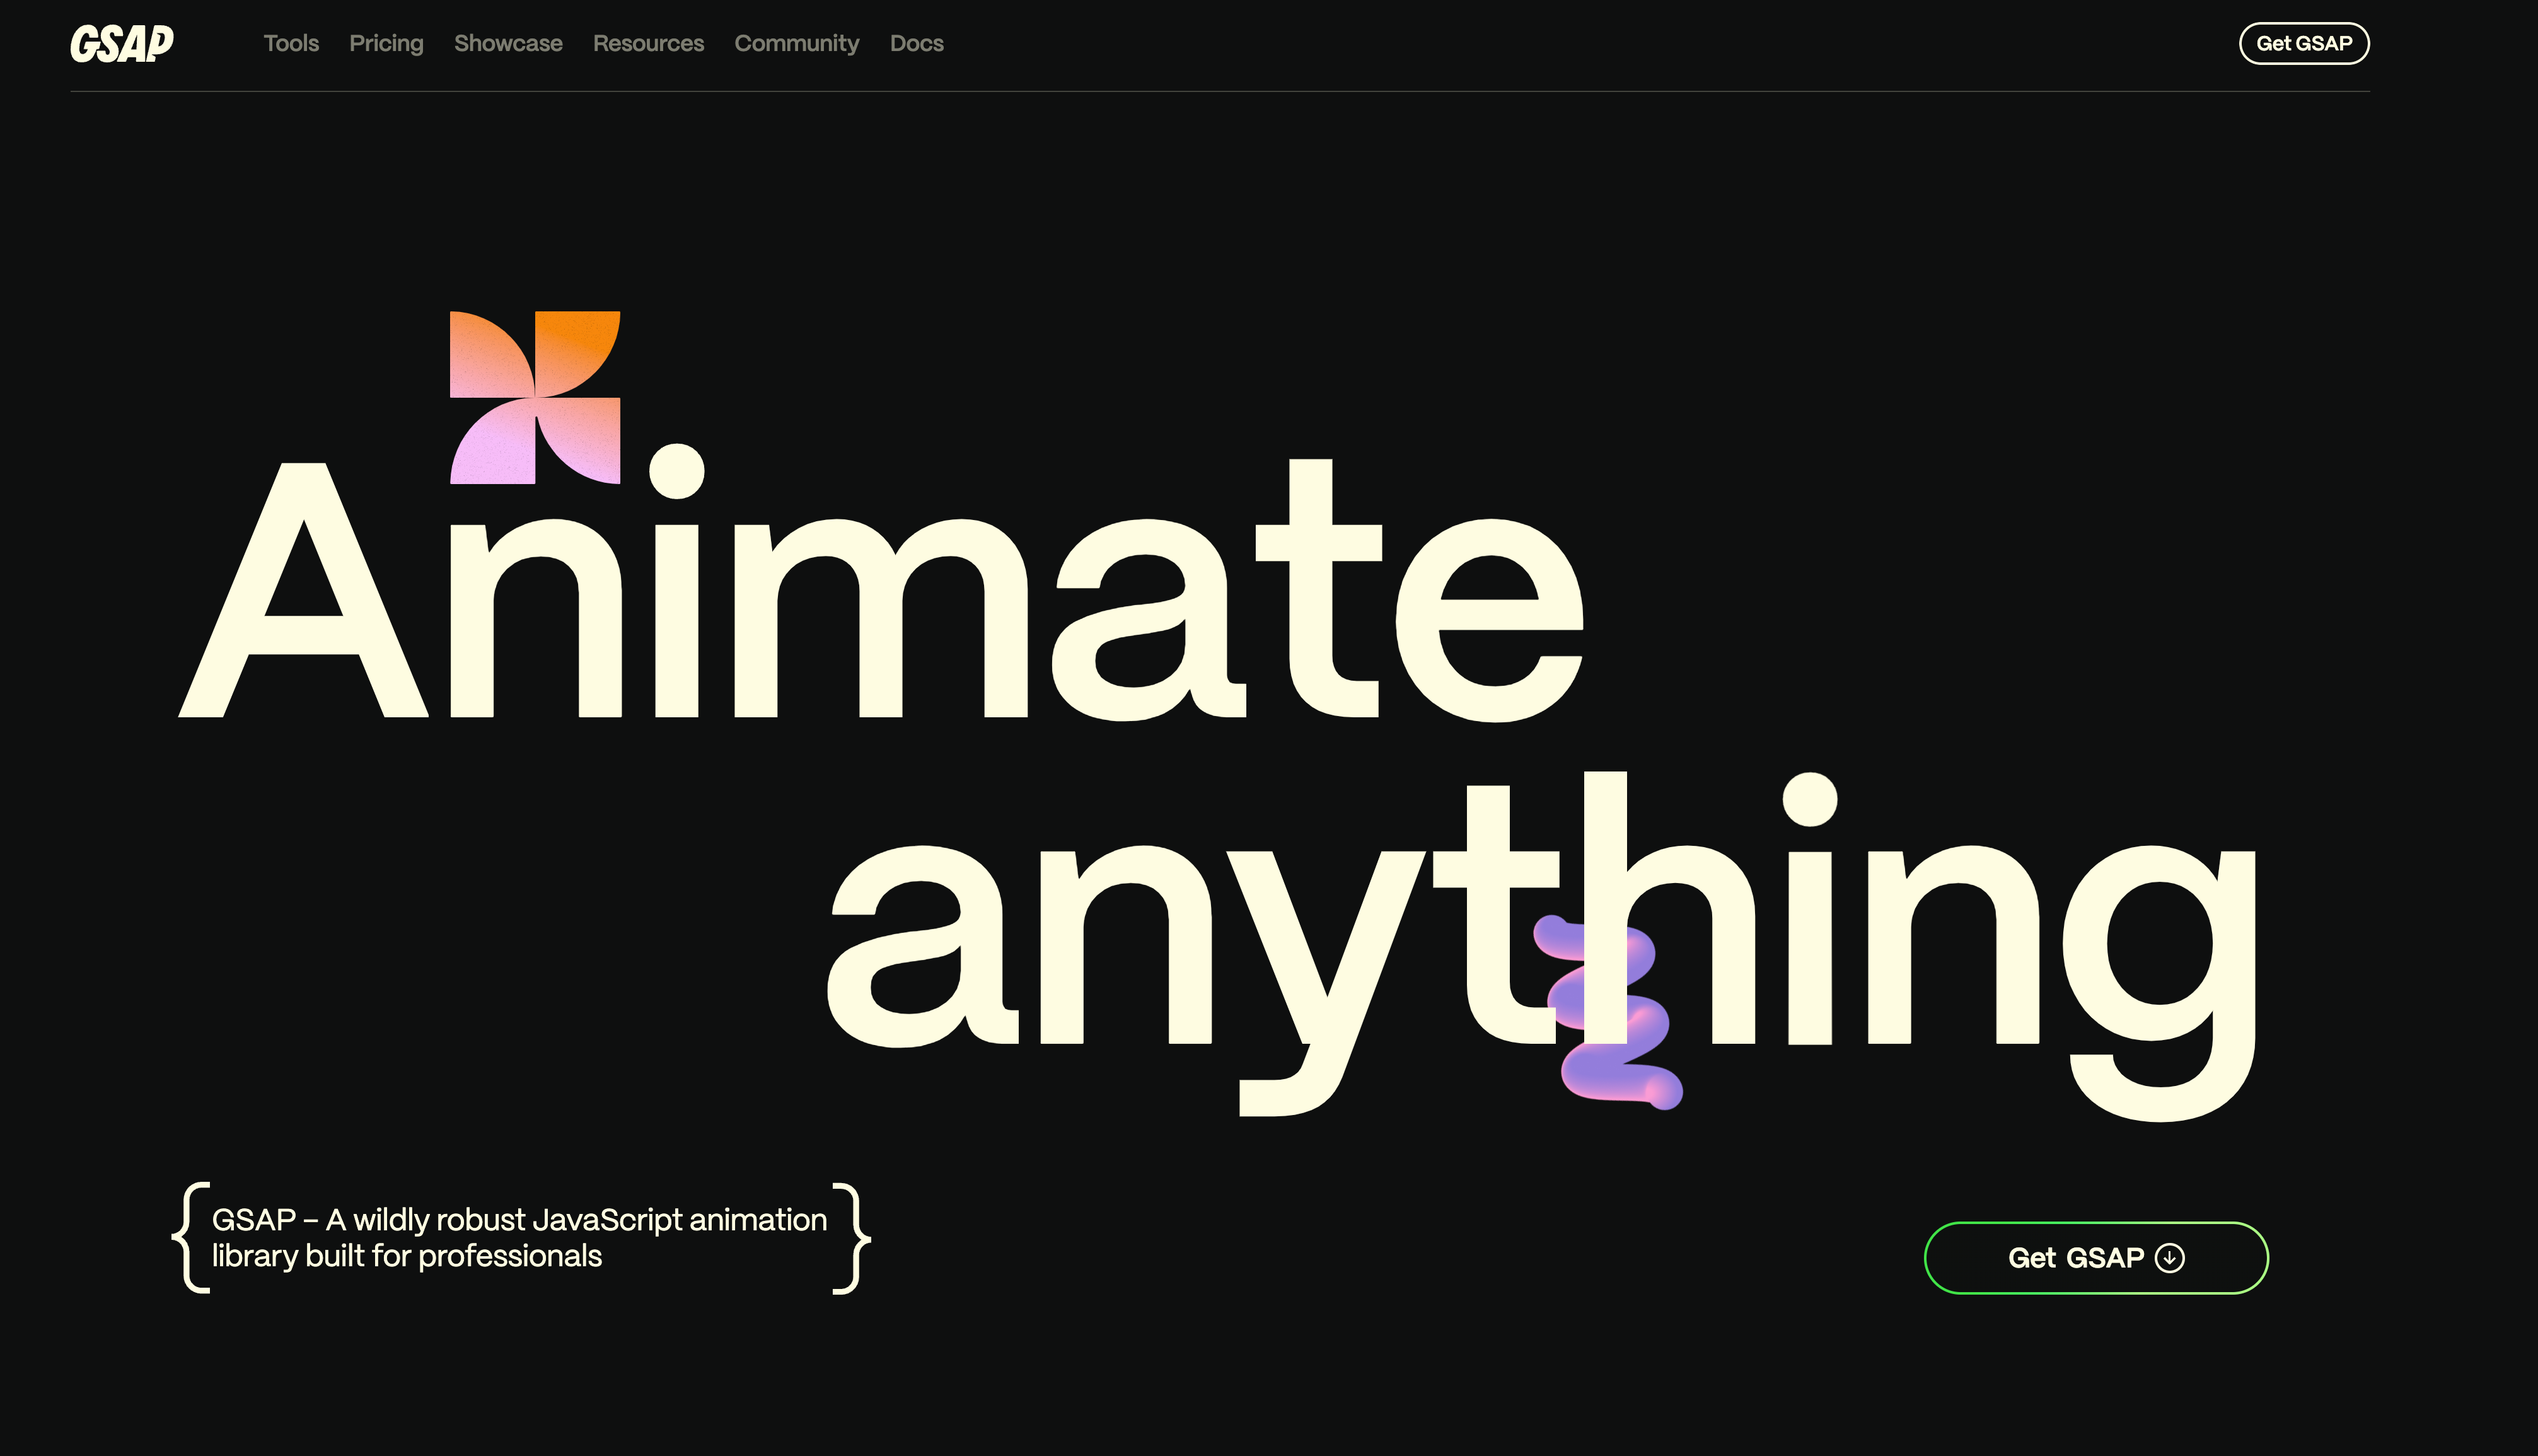 GSAP
Tools Pricing Showcase Resources Community Docs
Get GSAP
Animate
anything
{ GSAP – A wildly robust JavaScript animation
library built for professionals }
Get GSAP